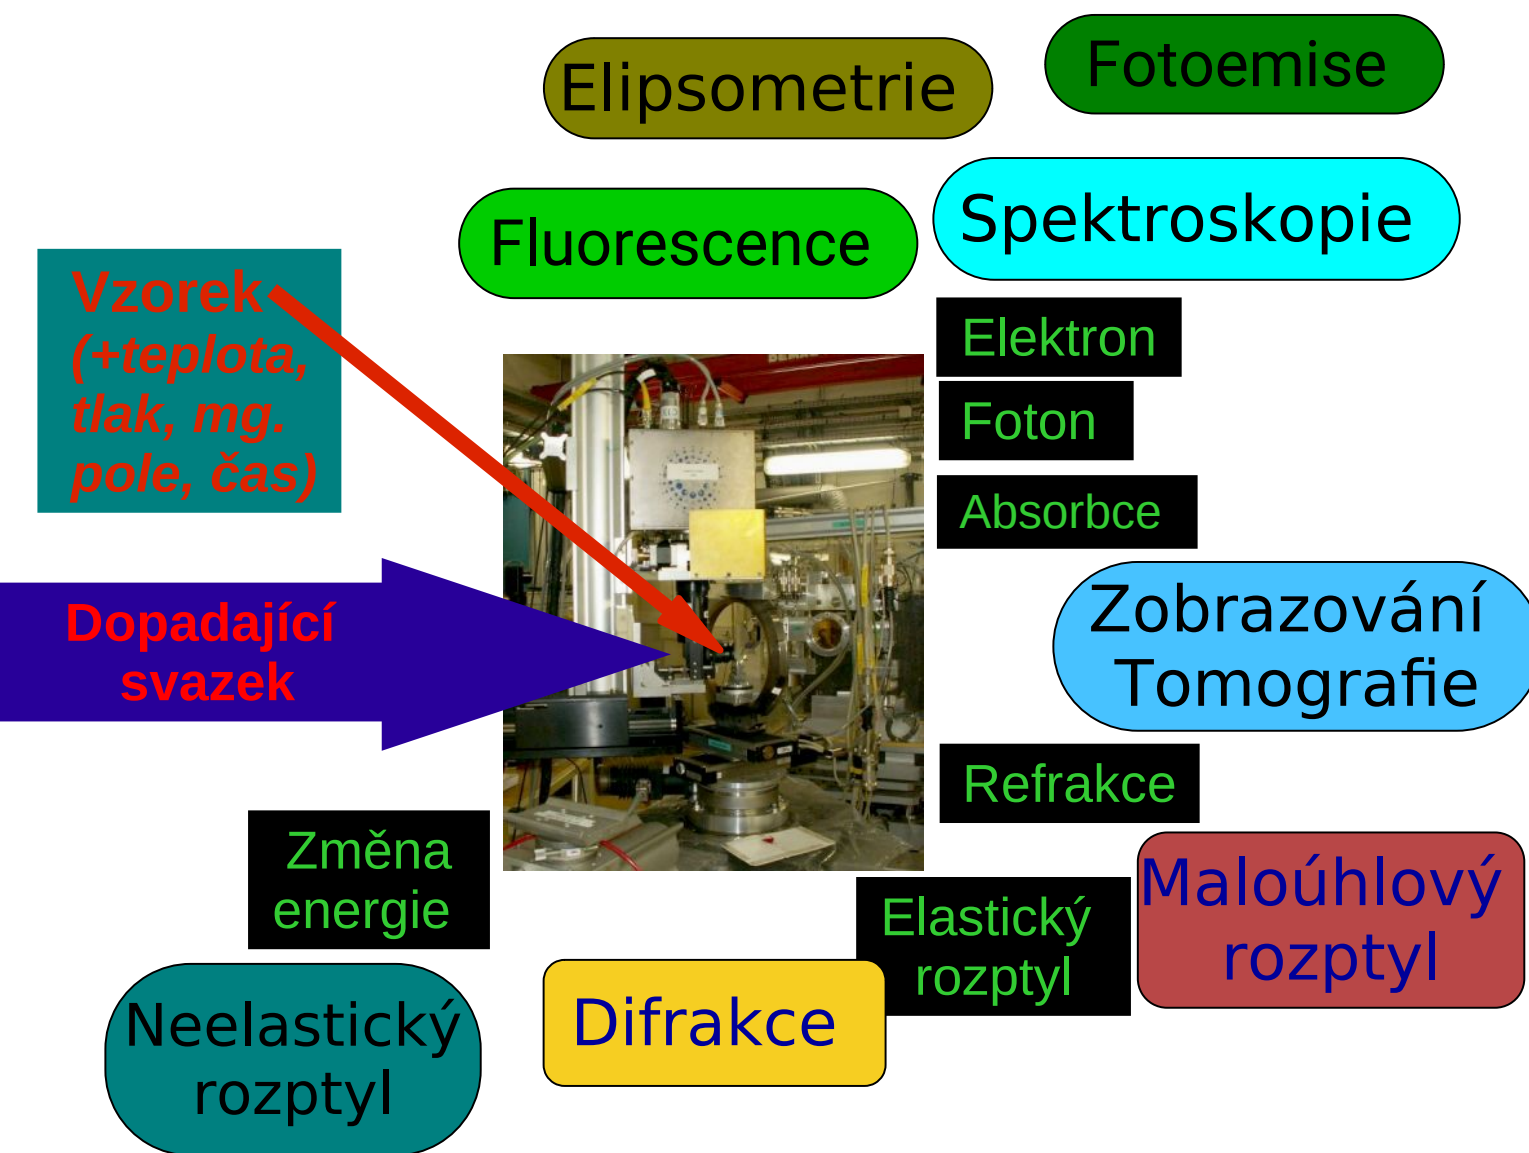 Elipsometrie
Fotoemise
Fluorescence
Spektroskopie
Vzorek
(+teplota,
tlak, mg.
pole, čas)
Elektron
Foton
Absorbce
Dopadající
svazek
Zobrazování
Tomografie
Refrakce
Změna
energie
Elastický
rozptyl
Maloúhlový
rozptyl
Neelastický
rozptyl
Difrakce